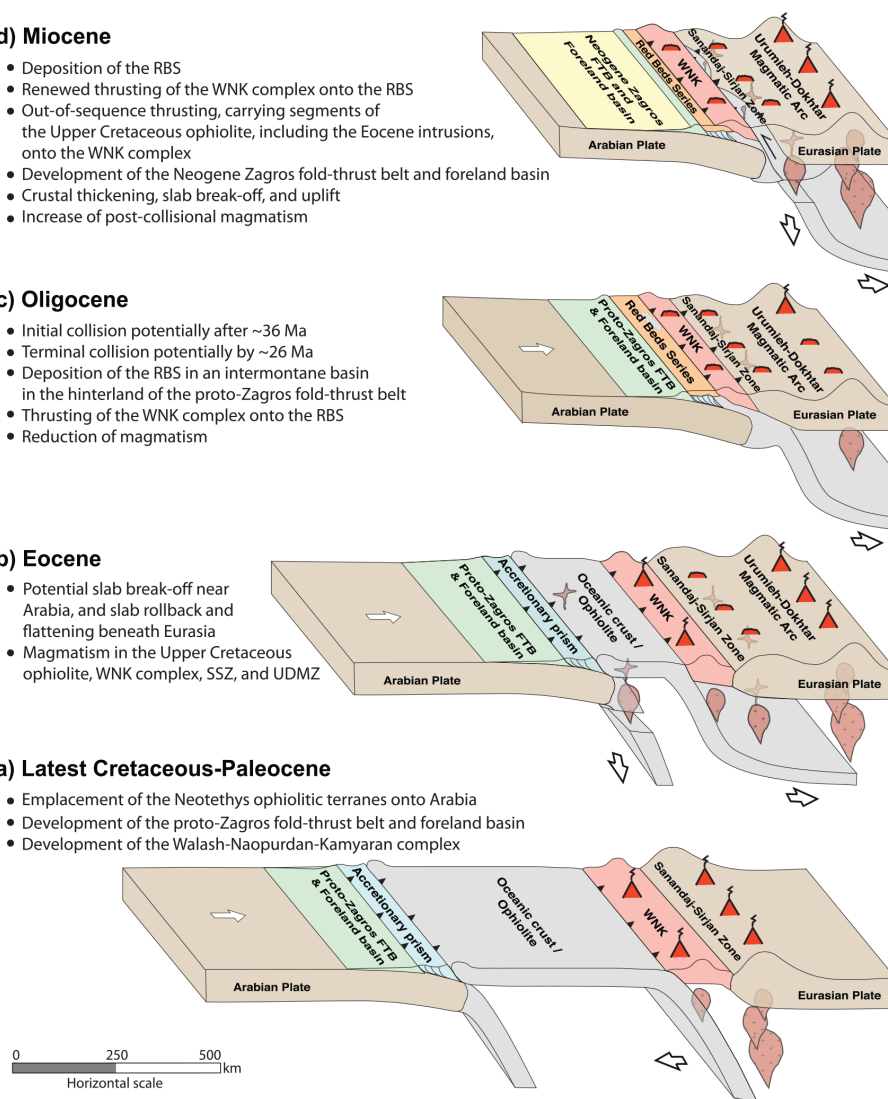 d) Miocene
Deposition of the RBS
Renewed thrusting of the WNK complex onto the RBS
Out-of-sequence thrusting, carrying segments of
the Upper Cretaceous ophiolite, including the Eocene intrusions,
onto the WNK complex
Development of the Neogene Zagros fold-thrust belt and foreland basin
Crustal thickening, slab break-off, and uplift
Increase of post-collisional magmatism
Neogene Zagros
FTB and
Foreland basin
Red Beds Series
WNK
Sanandaj-Sirjan Zone
Urumieh-Dokhtar
Magmatic Arc
Arabian Plate
Eurasian Plate
c) Oligocene
Initial collision potentially after ~36 Ma
Terminal collision potentially by ~26 Ma
Deposition of the RBS in an intermontane basin
in the hinterland of the proto-Zagros fold-thrust belt
Thrusting of the WNK complex onto the RBS
Reduction of magmatism
Proto-Zagros FTB
& Foreland basin
Red Beds Series
WNK
Sanandaj-Sirjan Zone
Urumieh-Dokhtar
Magmatic Arc
Arabian Plate
Eurasian Plate
b) Eocene
Potential slab break-off near
Arabia, and slab rollback and
flattening beneath Eurasia
Magmatism in the Upper Cretaceous
ophiolite, WNK complex, SSZ, and UDMZ
Proto-Zagros FTB
& Foreland basin
Accretionary prism
Oceanic crust /
Ophiolite
WNK
Sanandaj-Sirjan Zone
Urumieh-Dokhtar
Magmatic Arc
Arabian Plate
Eurasian Plate
a) Latest Cretaceous-Paleocene
Emplacement of the Neotethys ophiolitic terranes onto Arabia
Development of the proto-Zagros fold-thrust belt and foreland basin
Development of the Walash-Naopurdan-Kamyaran complex
Proto-Zagros FTB
& Foreland basin
Accretionary prism
Oceanic crust /
Ophiolite
WNK
Sanandaj-Sirjan Zone
Arabian Plate
Eurasian Plate
0 250 500
km
Horizontal scale